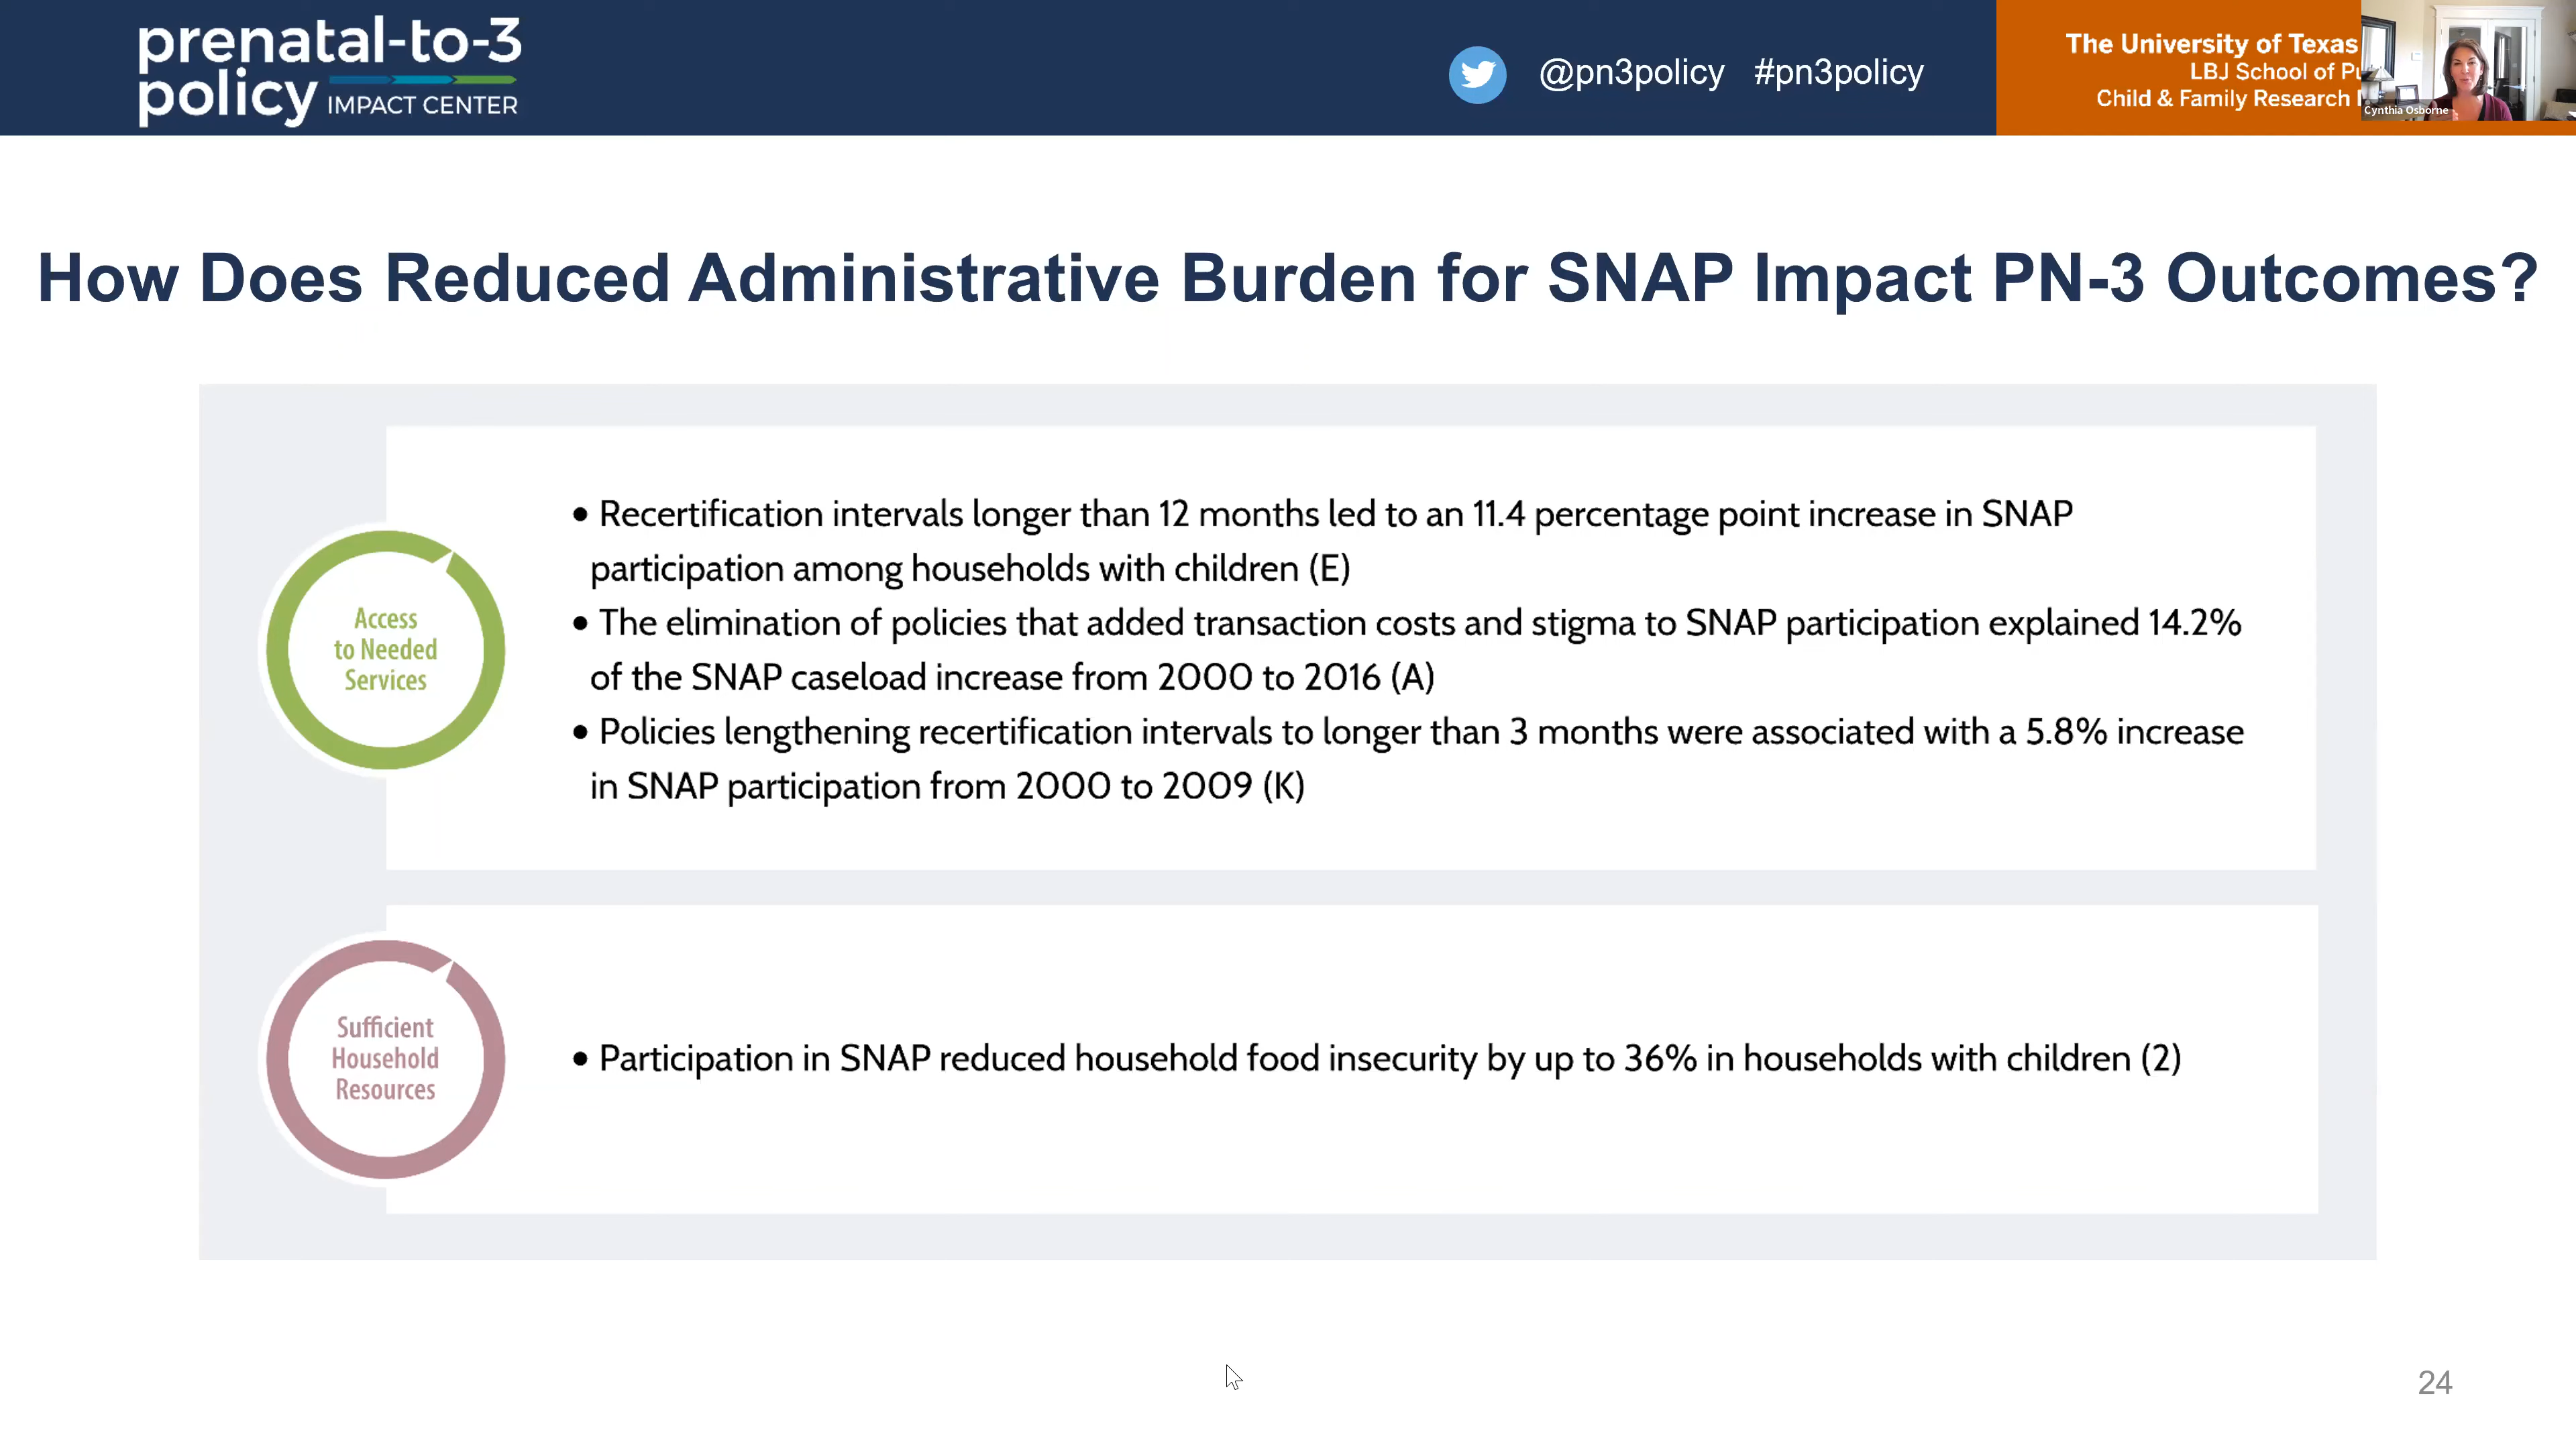 prenatal-to-3
policy IMPACT CENTER
@pn3policy #pn3policy
The University of Texas
LBJ School of
Child & Family Research
Cynthia Osborne
How Does Reduced Administrative Burden for SNAP Impact PN-3 Outcomes?
Access
to Needed
Services
• Recertification intervals longer than 12 months led to an 11.4 percentage point increase in SNAP
participation among households with children (E)
• The elimination of policies that added transaction costs and stigma to SNAP participation explained 14.2%
of the SNAP caseload increase from 2000 to 2016 (A)
• Policies lengthening recertification intervals to longer than 3 months were associated with a 5.8% increase
in SNAP participation from 2000 to 2009 (K)
Sufficient
Household
Resources
• Participation in SNAP reduced household food insecurity by up to 36% in households with children (2)
24